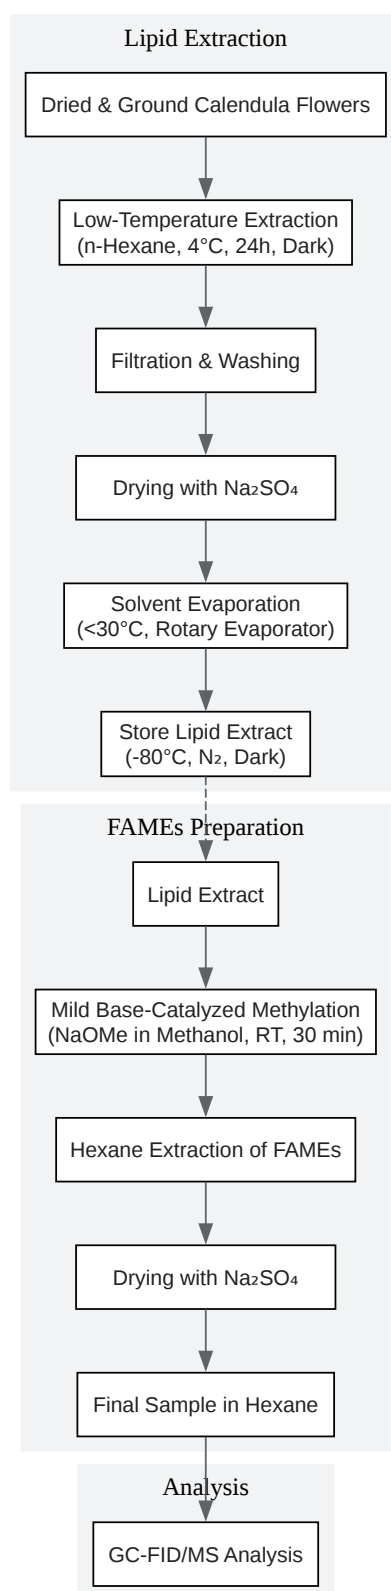 Lipid Extraction
Dried & Ground Calendula Flowers
Low-Temperature Extraction
(n-Hexane, 4°C, 24h, Dark)
Filtration & Washing
Drying with Na₂SO₄
Solvent Evaporation
(<30°C, Rotary Evaporator)
Store Lipid Extract
(-80°C, N₂, Dark)
FAMEs Preparation
Lipid Extract
Mild Base-Catalyzed Methylation
(NaOMe in Methanol, RT, 30 min)
Hexane Extraction of FAMEs
Drying with Na₂SO₄
Final Sample in Hexane
Analysis
GC-FID/MS Analysis